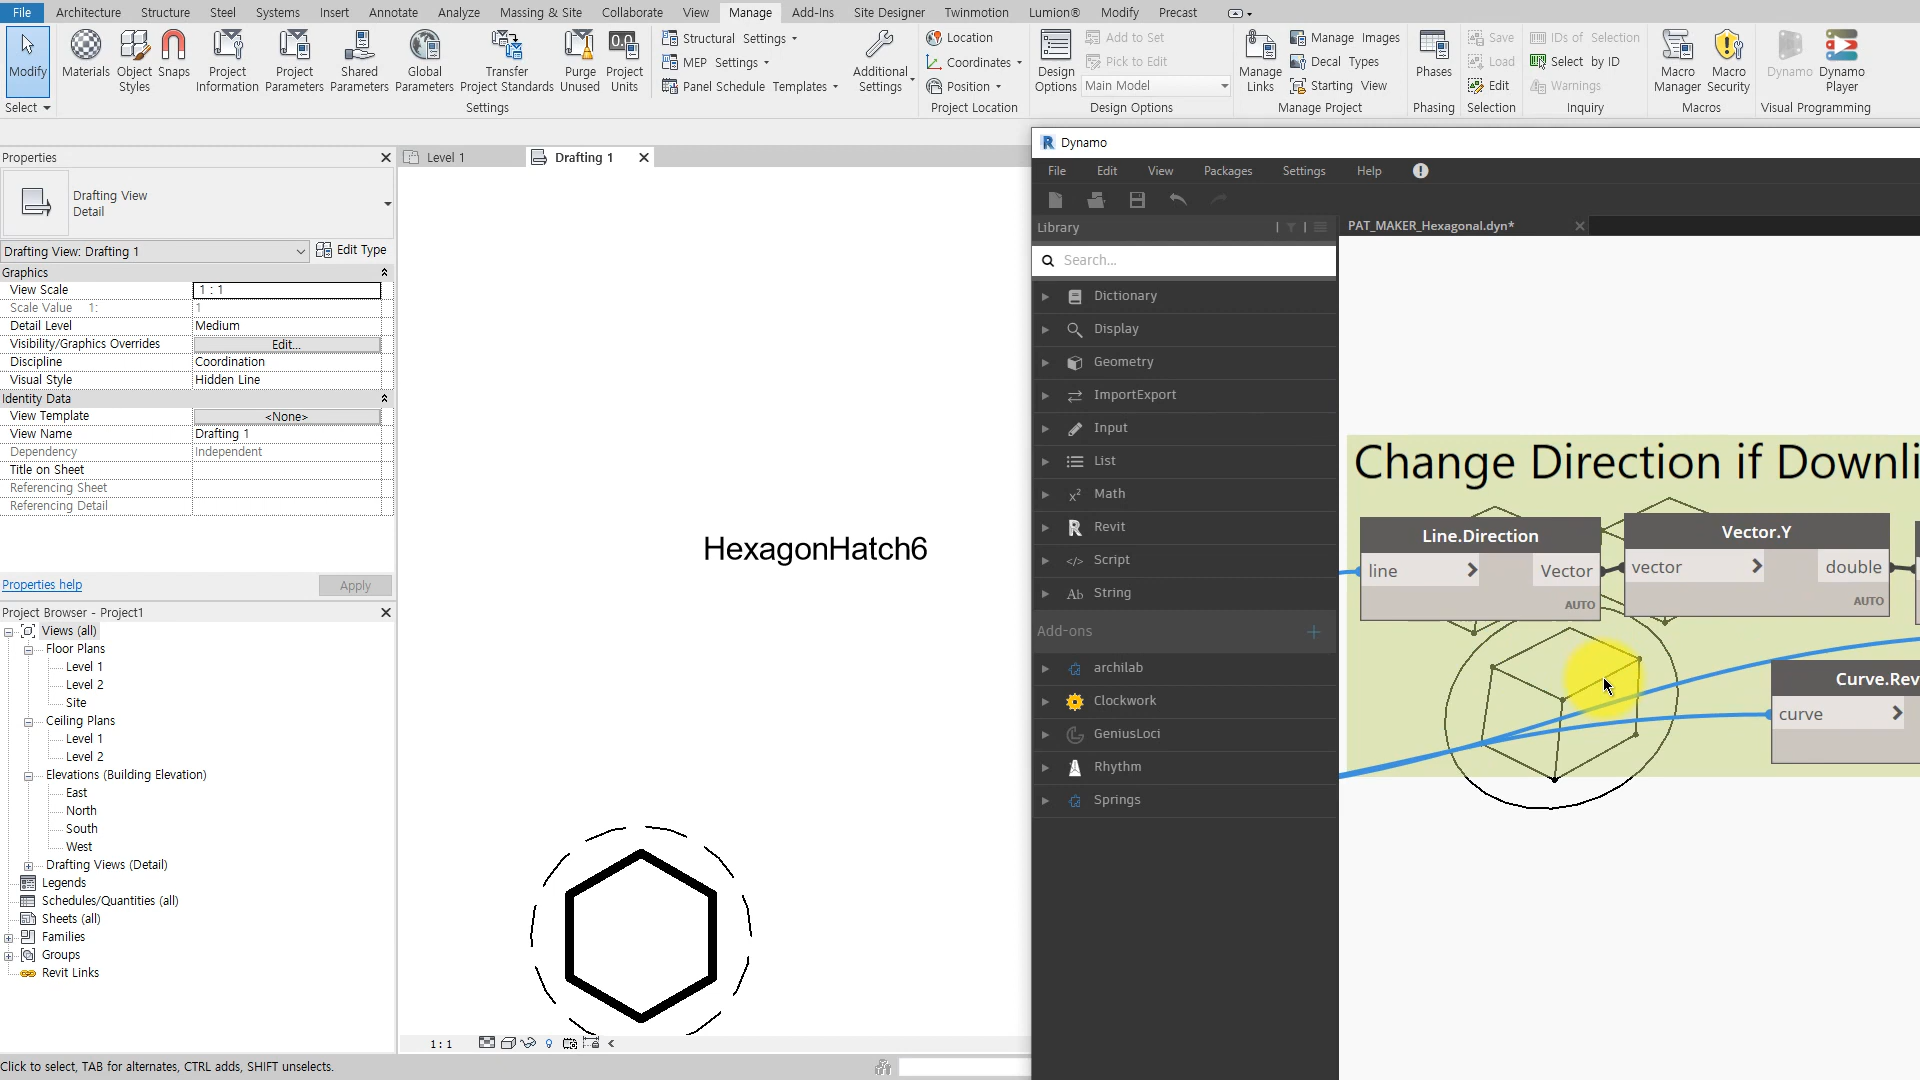 File Architecture Structure Steel Systems Insert Annotate Analyze Massing & Site Collaborate View Manage Add-Ins Site Designer Twinmotion Lumion® Modify Precast
Modify
Select
Materials
Object Styles
Snaps
Project Information
Project Parameters
Shared Parameters
Global Parameters
Transfer Project Standards
Purge Unused
Project Units
Structural Settings
MEP Settings
Panel Schedule Templates
Additional Settings
Settings
Location
Coordinates
Position
Project Location
Design Options
Add to Set
Pick to Edit
Main Model
Design Options
Manage Links
Manage Images
Decal Types
Starting View
Manage Project
Phases
Phasing
Save
Load
Edit
Selection
IDs of Selection
Select by ID
Warnings
Inquiry
Macro Manager
Macro Security
Macros
Dynamo
Dynamo Player
Visual Programming
Properties
Drafting View
Detail
Drafting View: Drafting 1 Edit Type
Graphics
View Scale 1 : 1
Scale Value 1: 1
Detail Level Medium
Visibility/Graphics Overrides Edit...
Discipline Coordination
Visual Style Hidden Line
Identity Data
View Template <None>
View Name Drafting 1
Dependency Independent
Title on Sheet
Referencing Sheet
Referencing Detail
Properties help Apply
Project Browser - Project1
Views (all)
Floor Plans
Level 1
Level 2
Site
Ceiling Plans
Level 1
Level 2
Elevations (Building Elevation)
East
North
South
West
Drafting Views (Detail)
Legends
Schedules/Quantities (all)
Sheets (all)
Families
Groups
Revit Links
Level 1 Drafting 1
HexagonHatch6
1 : 1
Click to select, TAB for alternates, CTRL adds, SHIFT unselects.
Dynamo
File Edit View Packages Settings Help
Library
Search...
Dictionary
Display
Geometry
ImportExport
Input
List
Math
Revit
Script
String
Add-ons
archilab
Clockwork
GeniusLoci
Rhythm
Springs
PAT_MAKER_Hexagonal.dyn*
Change Direction if Downli
Line.Direction
line > Vector
AUTO
Vector.Y
vector > double
AUTO
Curve.Rev
curve >